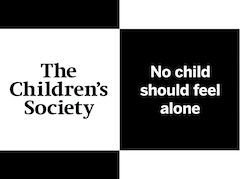 The
Children's
Society
No child
should feel
alone